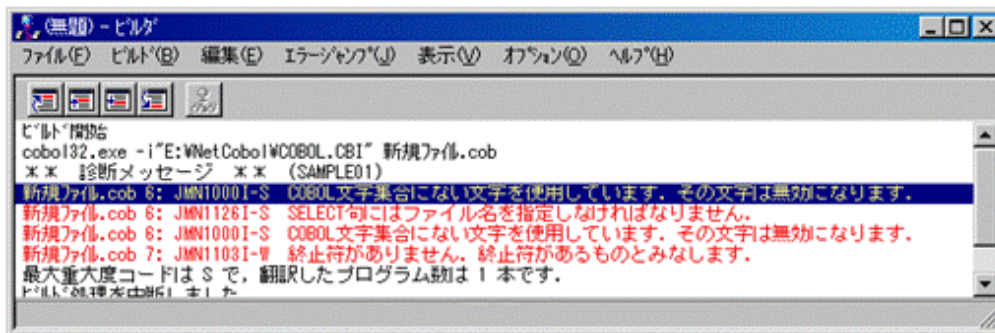 (無題) - ﾋﾞﾙﾀﾞ
ﾌｧｲﾙ(F) ﾋﾞﾙﾄﾞ(B) 編集(E) ｴﾗｰｼﾞｬﾝﾌﾟ(J) 表示(V) ｵﾌﾟｼｮﾝ(O) ﾍﾙﾌﾟ(H)
ﾋﾞﾙﾄﾞ開始
cobol32.exe -i"E:¥NetCobol¥COBOL.CBI" 新規ﾌｧｲﾙ.cob
＊＊ 診断メッセージ ＊＊ (SAMPLE01)
新規ﾌｧｲﾙ.cob 6: JMN1000I-S COBOL文字集合にない文字を使用しています．その文字は無効になります．
新規ﾌｧｲﾙ.cob 6: JMN1126I-S SELECT句にはファイル名を指定しなければなりません．
新規ﾌｧｲﾙ.cob 6: JMN1000I-S COBOL文字集合にない文字を使用しています．その文字は無効になります．
新規ﾌｧｲﾙ.cob 7: JMN1103I-W 終止符がありません．終止符があるものとみなします．
最大重大度コードは S で，翻訳したプログラム数は 1 本です．
ﾋﾞﾙﾄﾞ処理を中断しました